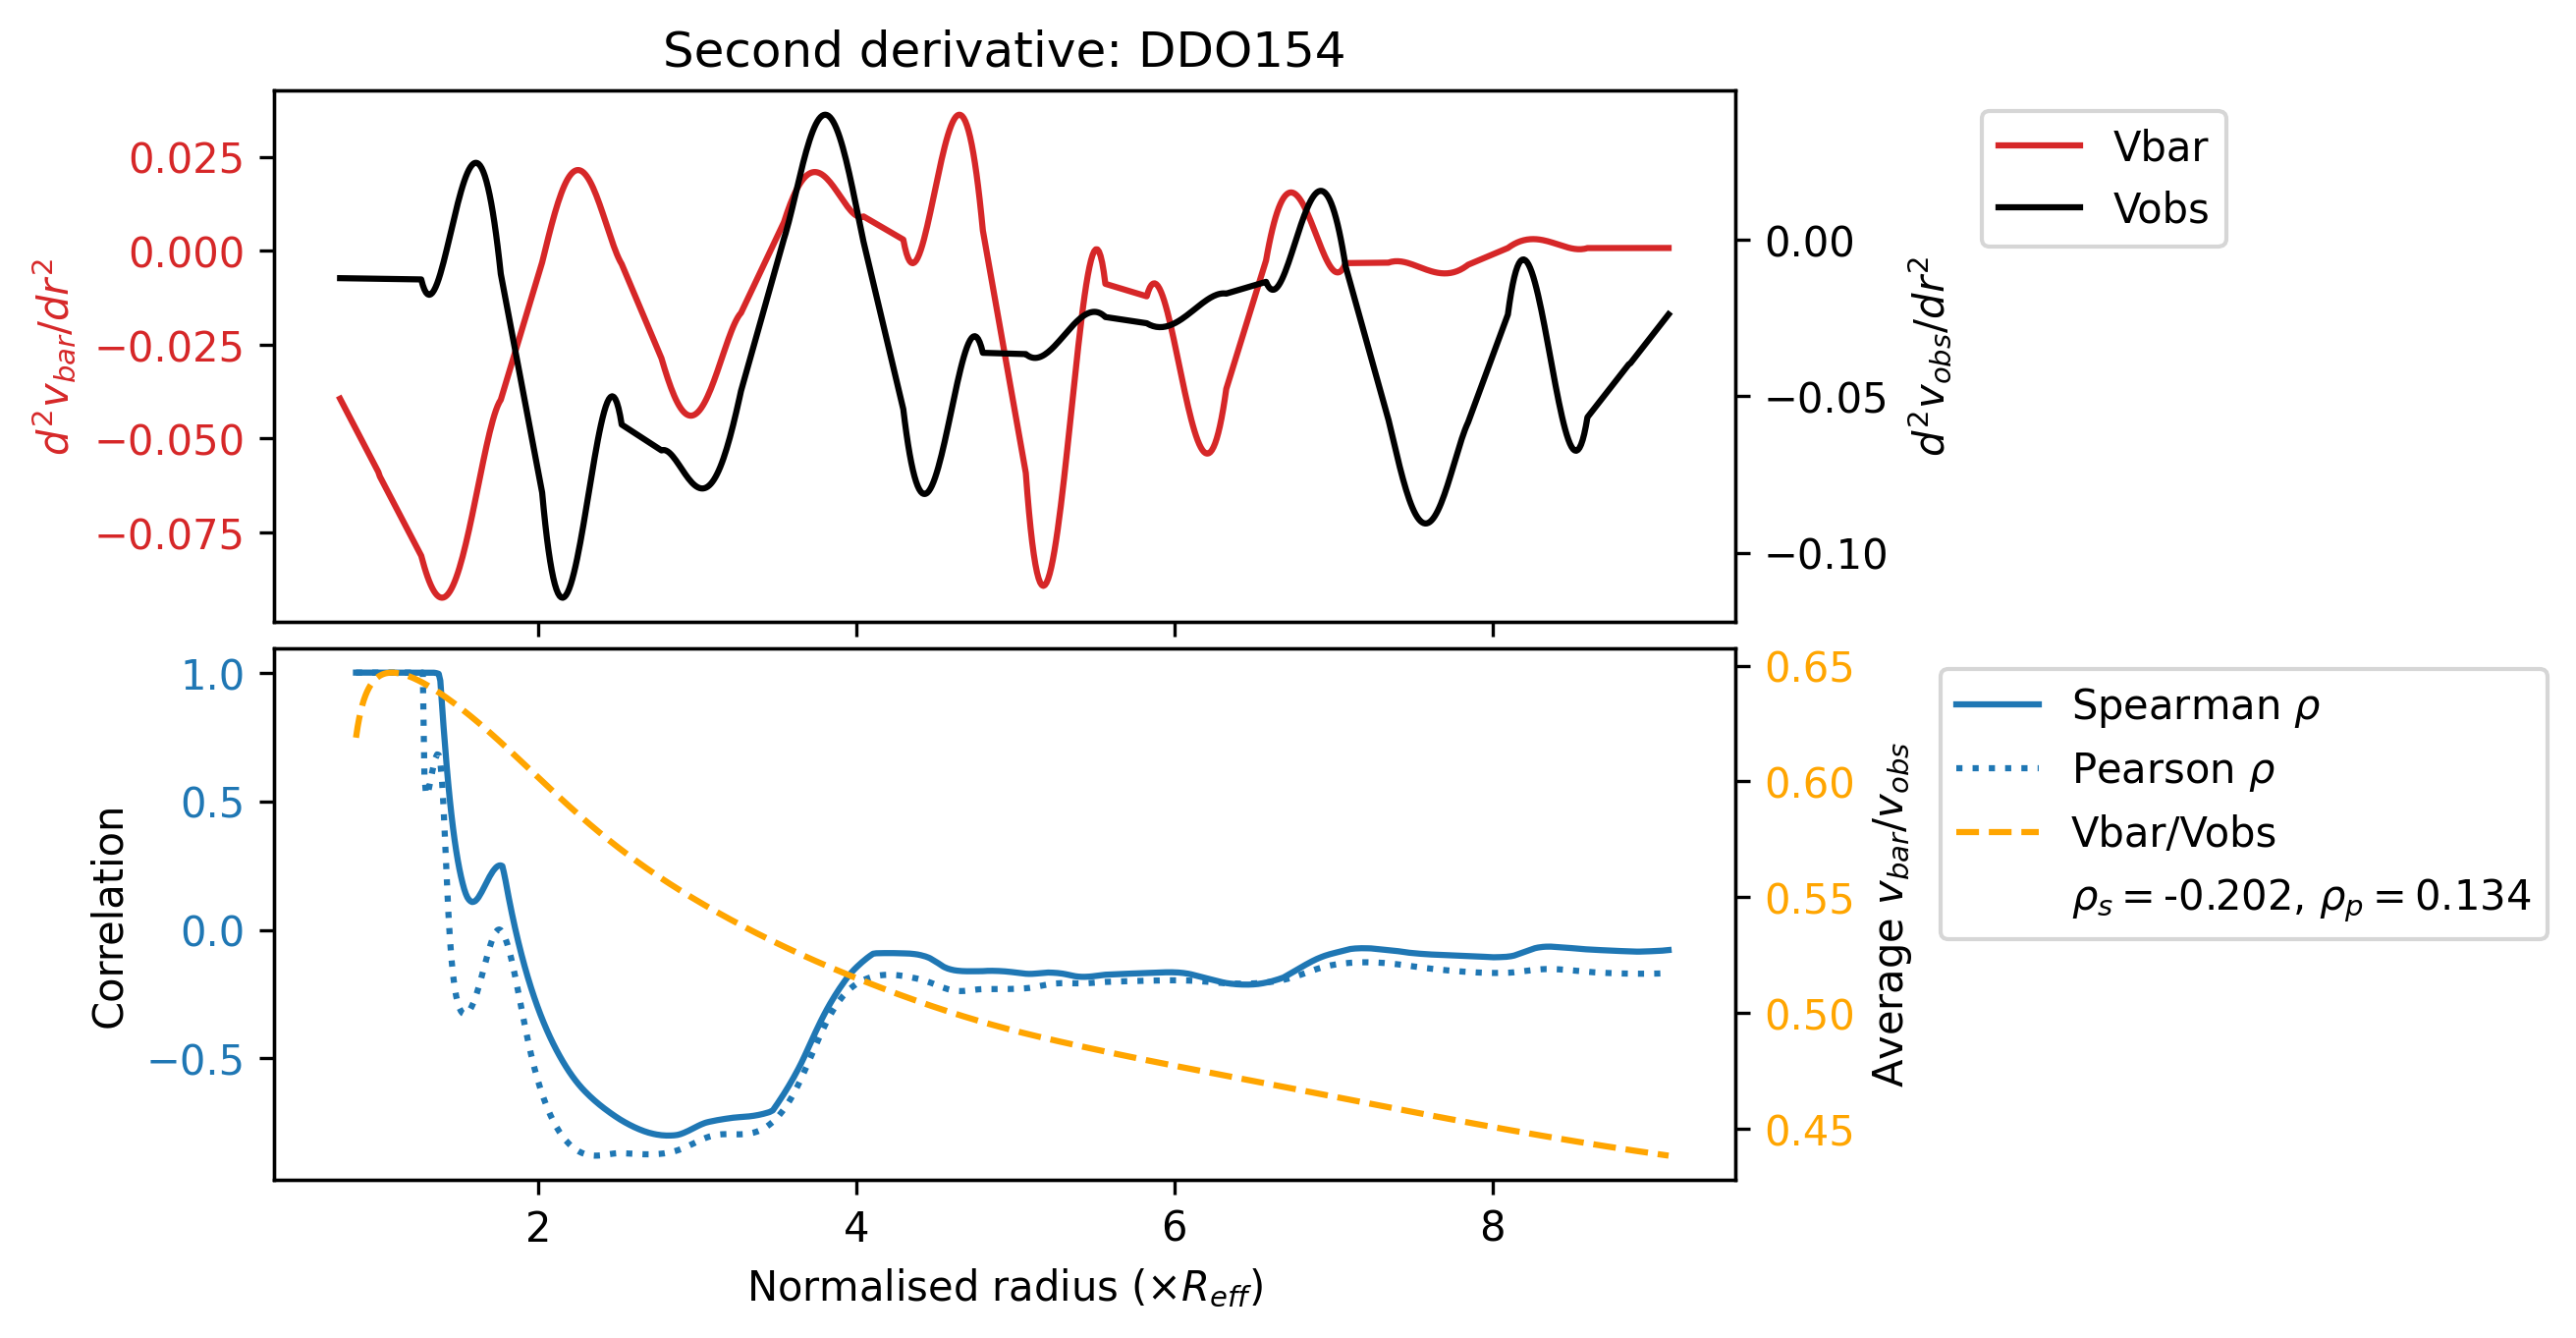 Second derivative: DDO154
0.025
0.000
−0.025
−0.050
−0.075
d²v_bar/dr²
0.00
−0.05
−0.10
d²v_obs/dr²
Vbar
Vobs
1.0
0.5
0.0
−0.5
Correlation
0.65
0.60
0.55
0.50
0.45
Average v_bar/v_obs
Spearman ρ
Pearson ρ
Vbar/Vobs
ρ_s = -0.202, ρ_p = 0.134
2 4 6 8
Normalised radius (×R_eff)